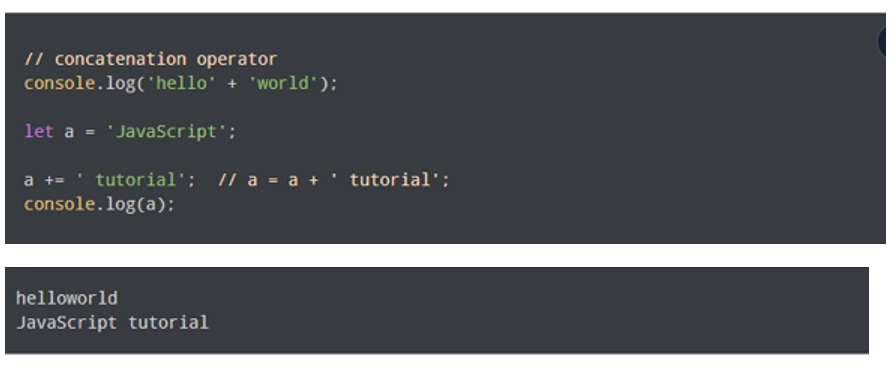 // concatenation operator
console.log('hello' + 'world');
let a = 'JavaScript';
a += ' tutorial';  // a = a + ' tutorial';
console.log(a);
helloworld
JavaScript tutorial